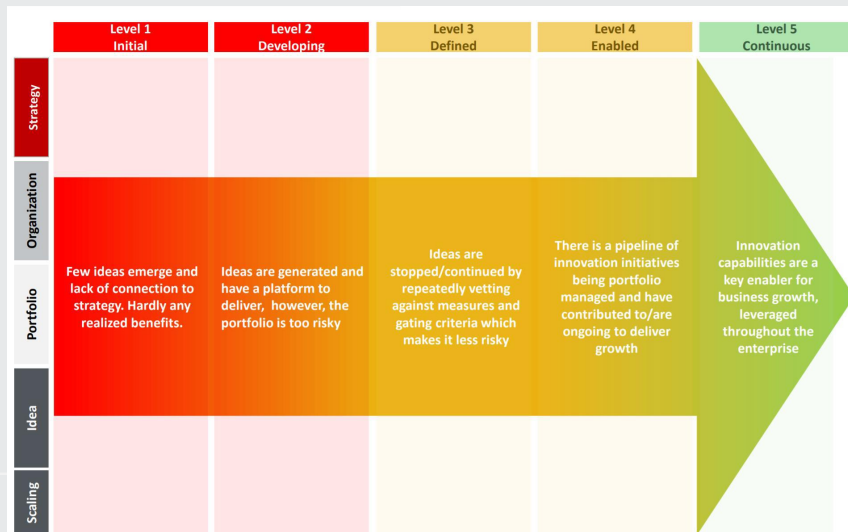 Level 1
Initial
Level 2
Developing
Level 3
Defined
Level 4
Enabled
Level 5
Continuous
Strategy
Organization
Portfolio
Idea
Scaling
Few ideas emerge and
lack of connection to
strategy. Hardly any
realized benefits.
Ideas are generated and
have a platform to
deliver, however, the
portfolio is too risky
Ideas are
stopped/continued by
repeatedly vetting
against measures and
gating criteria which
makes it less risky
There is a pipeline of
innovation initiatives
being portfolio
managed and have
contributed to/are
ongoing to deliver
growth
Innovation
capabilities are a
key enabler for
business growth,
leveraged
throughout the
enterprise